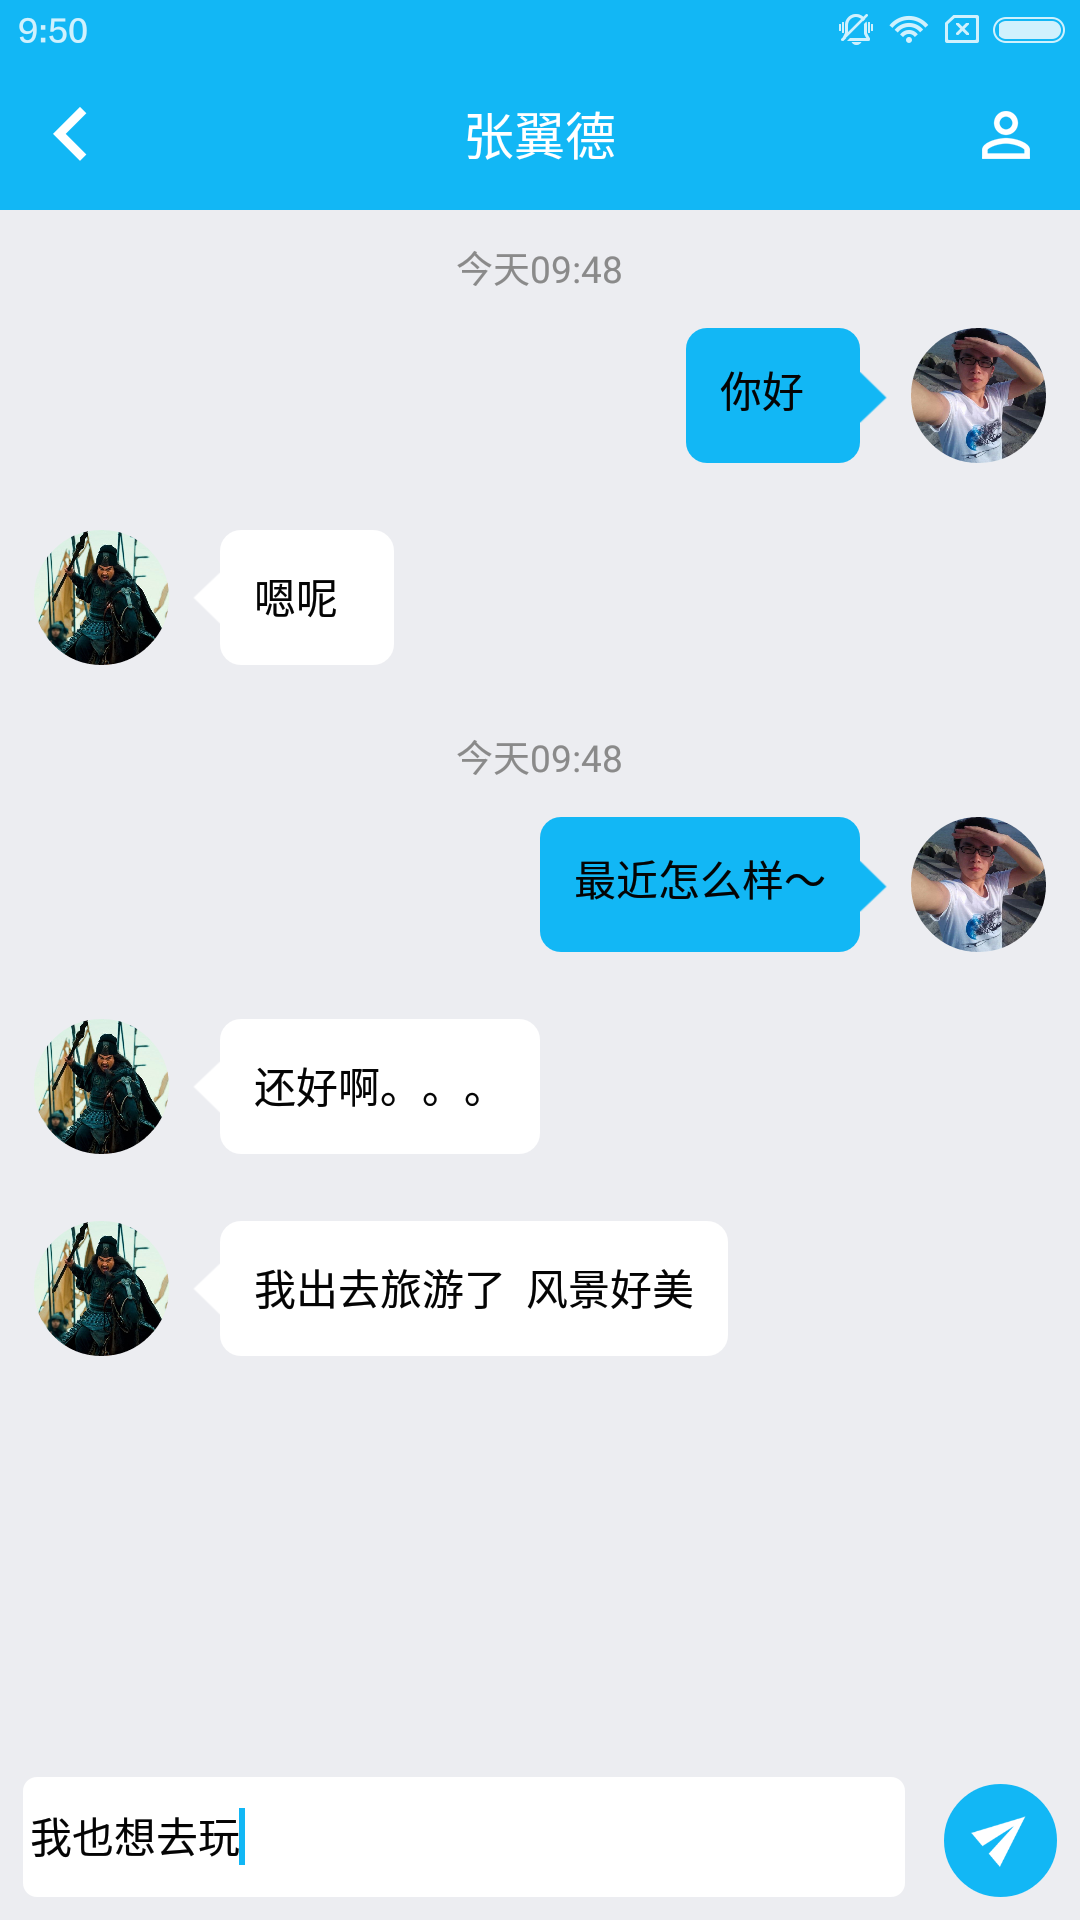 9:50
张翼德
今天09:48
你好
嗯呢
今天09:48
最近怎么样～
还好啊。。。
我出去旅游了 风景好美
我也想去玩